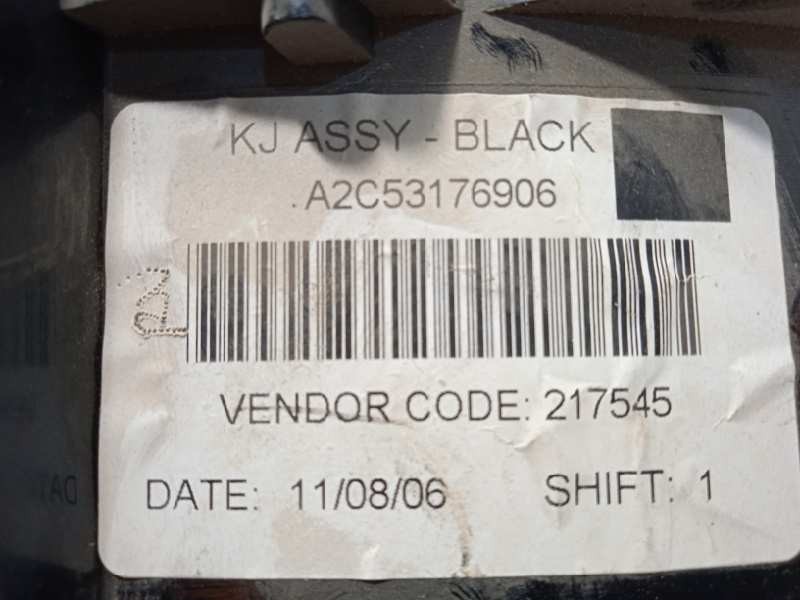 KJ ASSY - BLACK
A2C53176906
VENDOR CODE: 217545
DATE: 11/08/06 SHIFT: 1